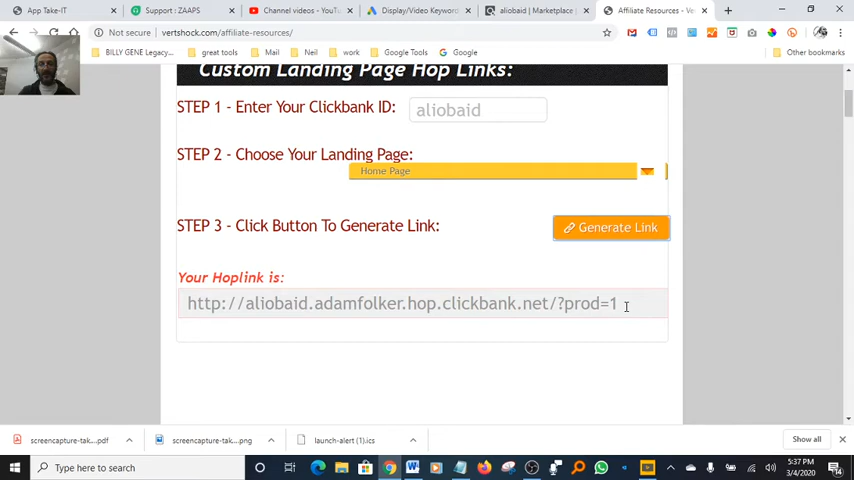 App Take-IT
Support : ZAAPS
Channel videos - YouT
Display/Video Keyword
aliobaid | Marketplace
Affiliate Resources - Ve
Not secure | vertshock.com/affiliate-resources/
BILLY GENE Legacy...
great tools
Mail
Neil
work
Google Tools
Google
Other bookmarks
Custom Landing Page Hop Links:
STEP 1 - Enter Your Clickbank ID:
aliobaid
STEP 2 - Choose Your Landing Page:
Home Page
STEP 3 - Click Button To Generate Link:
Generate Link
Your Hoplink is:
http://aliobaid.adamfolker.hop.clickbank.net/?prod=1
screencapture-tak....pdf
screencapture-tak....png
launch-alert (1).ics
Show all
Type here to search
5:37 PM
3/4/2020
14